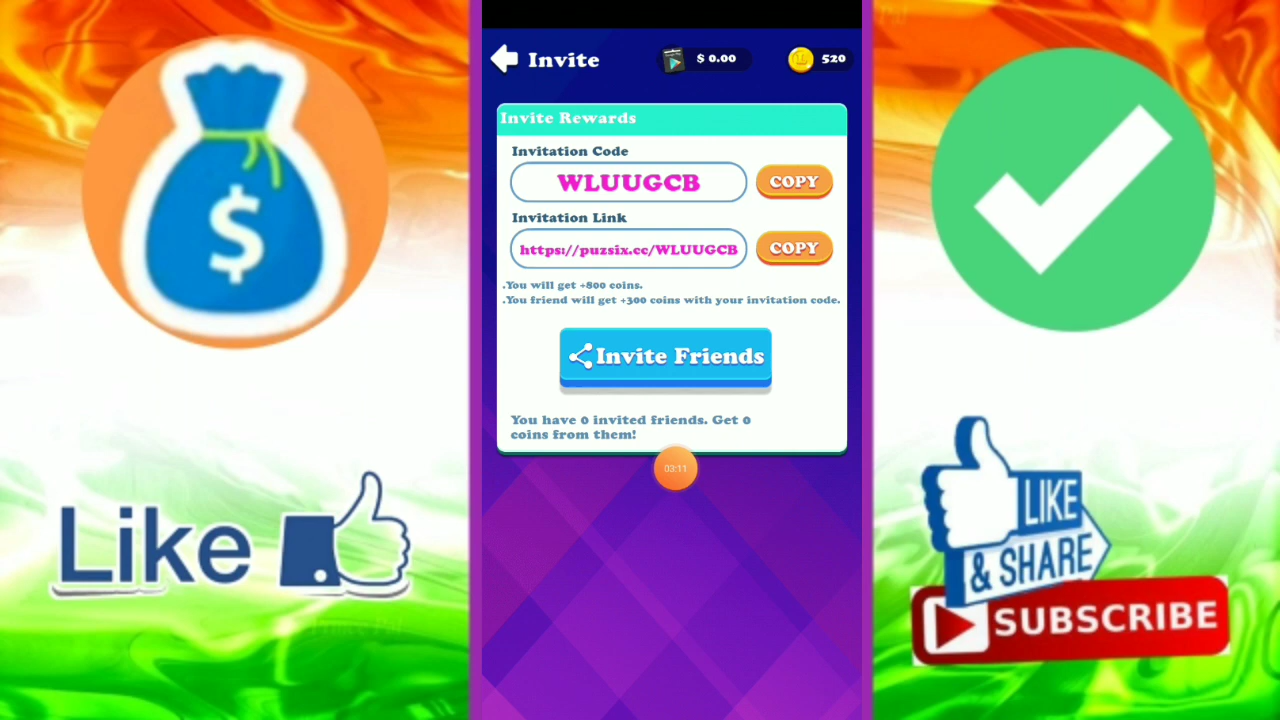 Invite
$ 0.00
520
Invite Rewards
Invitation Code
WLUUGCB
COPY
Invitation Link
https://puzsix.cc/WLUUGCB
COPY
.You will get +800 coins.
.You friend will get +300 coins with your invitation code.
Invite Friends
You have 0 invited friends. Get 0
coins from them!
03:11
$
Like
LIKE
& SHARE
SUBSCRIBE